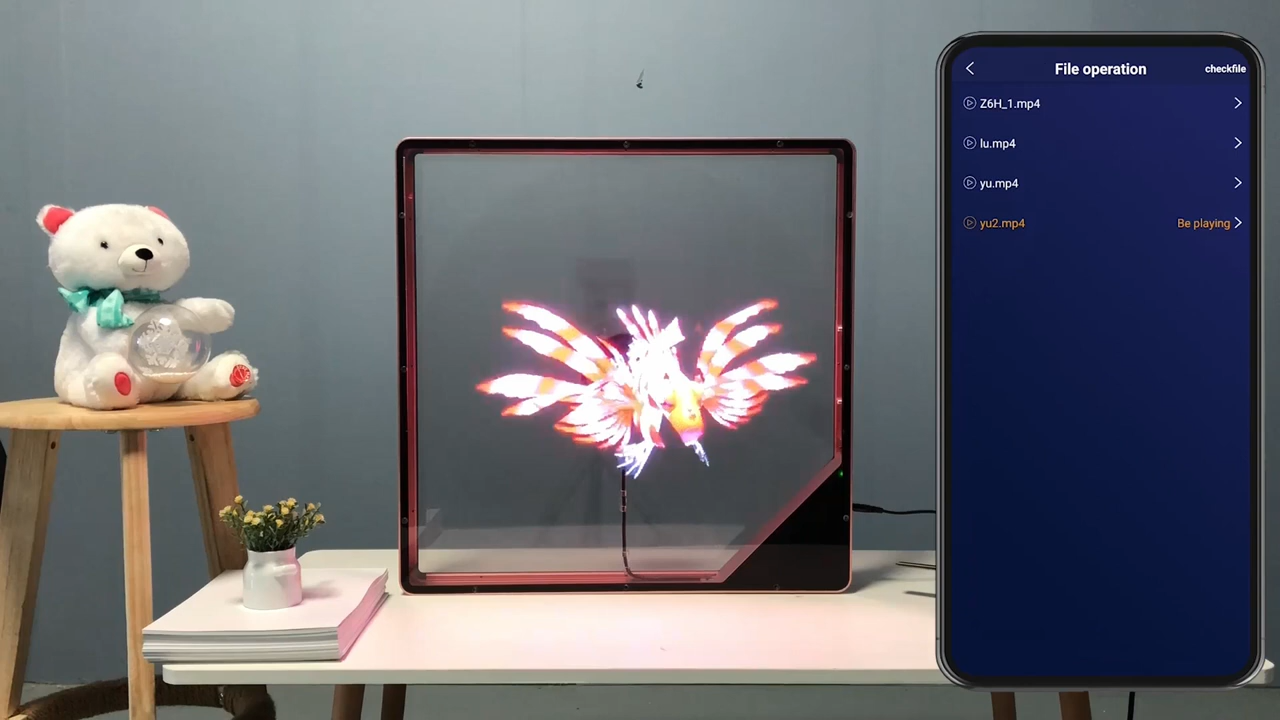 File operation
checkfile
Z6H_1.mp4
lu.mp4
yu.mp4
yu2.mp4 Be playing